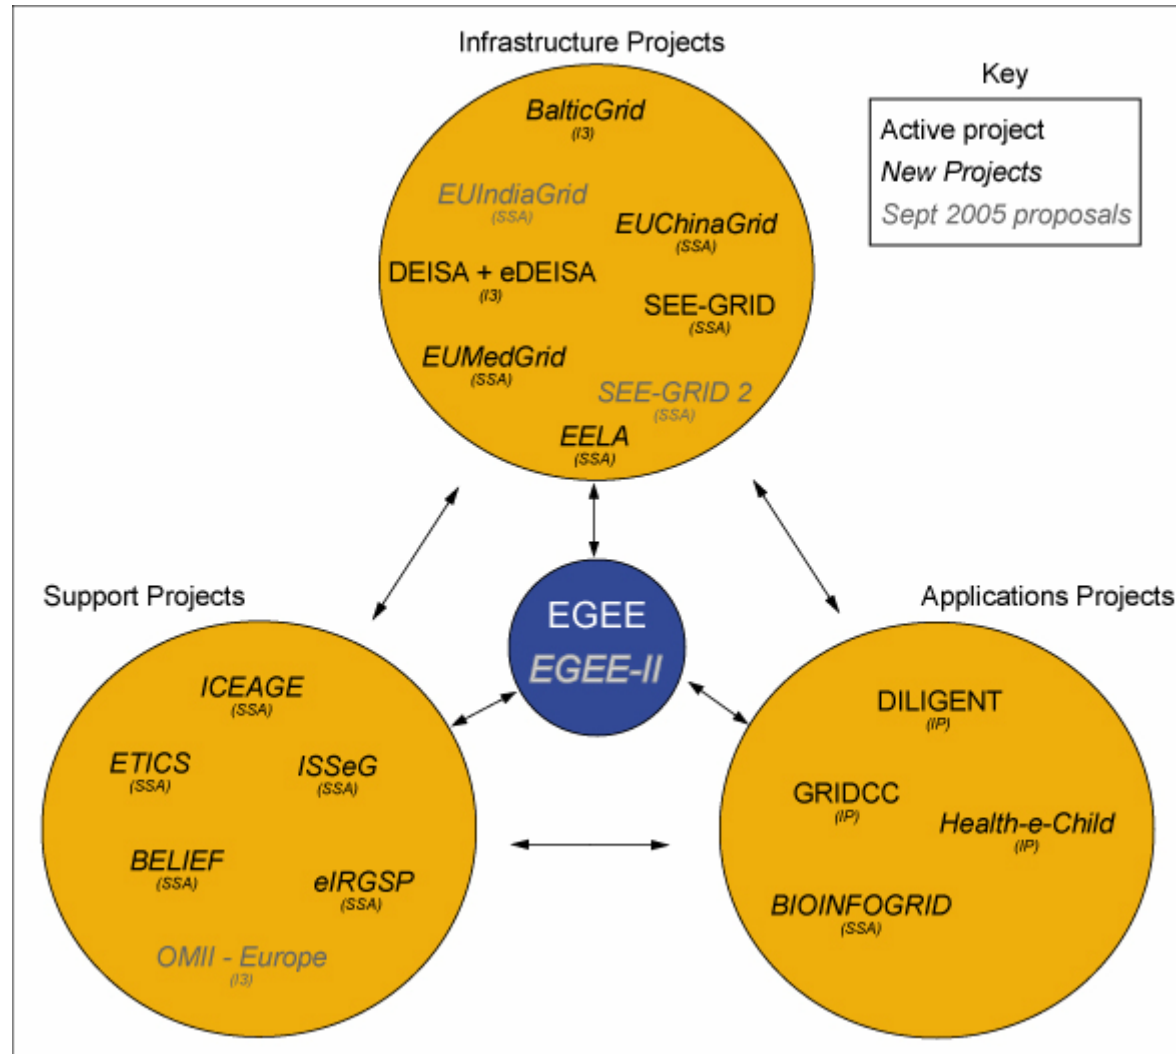 Infrastructure Projects
Key
Active project
New Projects
Sept 2005 proposals
BalticGrid
(I3)
EUIndiaGrid
(SSA)
EUChinaGrid
(SSA)
DEISA + eDEISA
(I3)
SEE-GRID
(SSA)
EUMedGrid
(SSA)
SEE-GRID 2
(SSA)
EELA
(SSA)
EGEE
EGEE-II
Support Projects
ICEAGE
(SSA)
ETICS
(SSA)
ISSeG
(SSA)
BELIEF
(SSA)
eIRGSP
(SSA)
OMII - Europe
(I3)
Applications Projects
DILIGENT
(IP)
GRIDCC
(IP)
Health-e-Child
(IP)
BIOINFOGRID
(SSA)